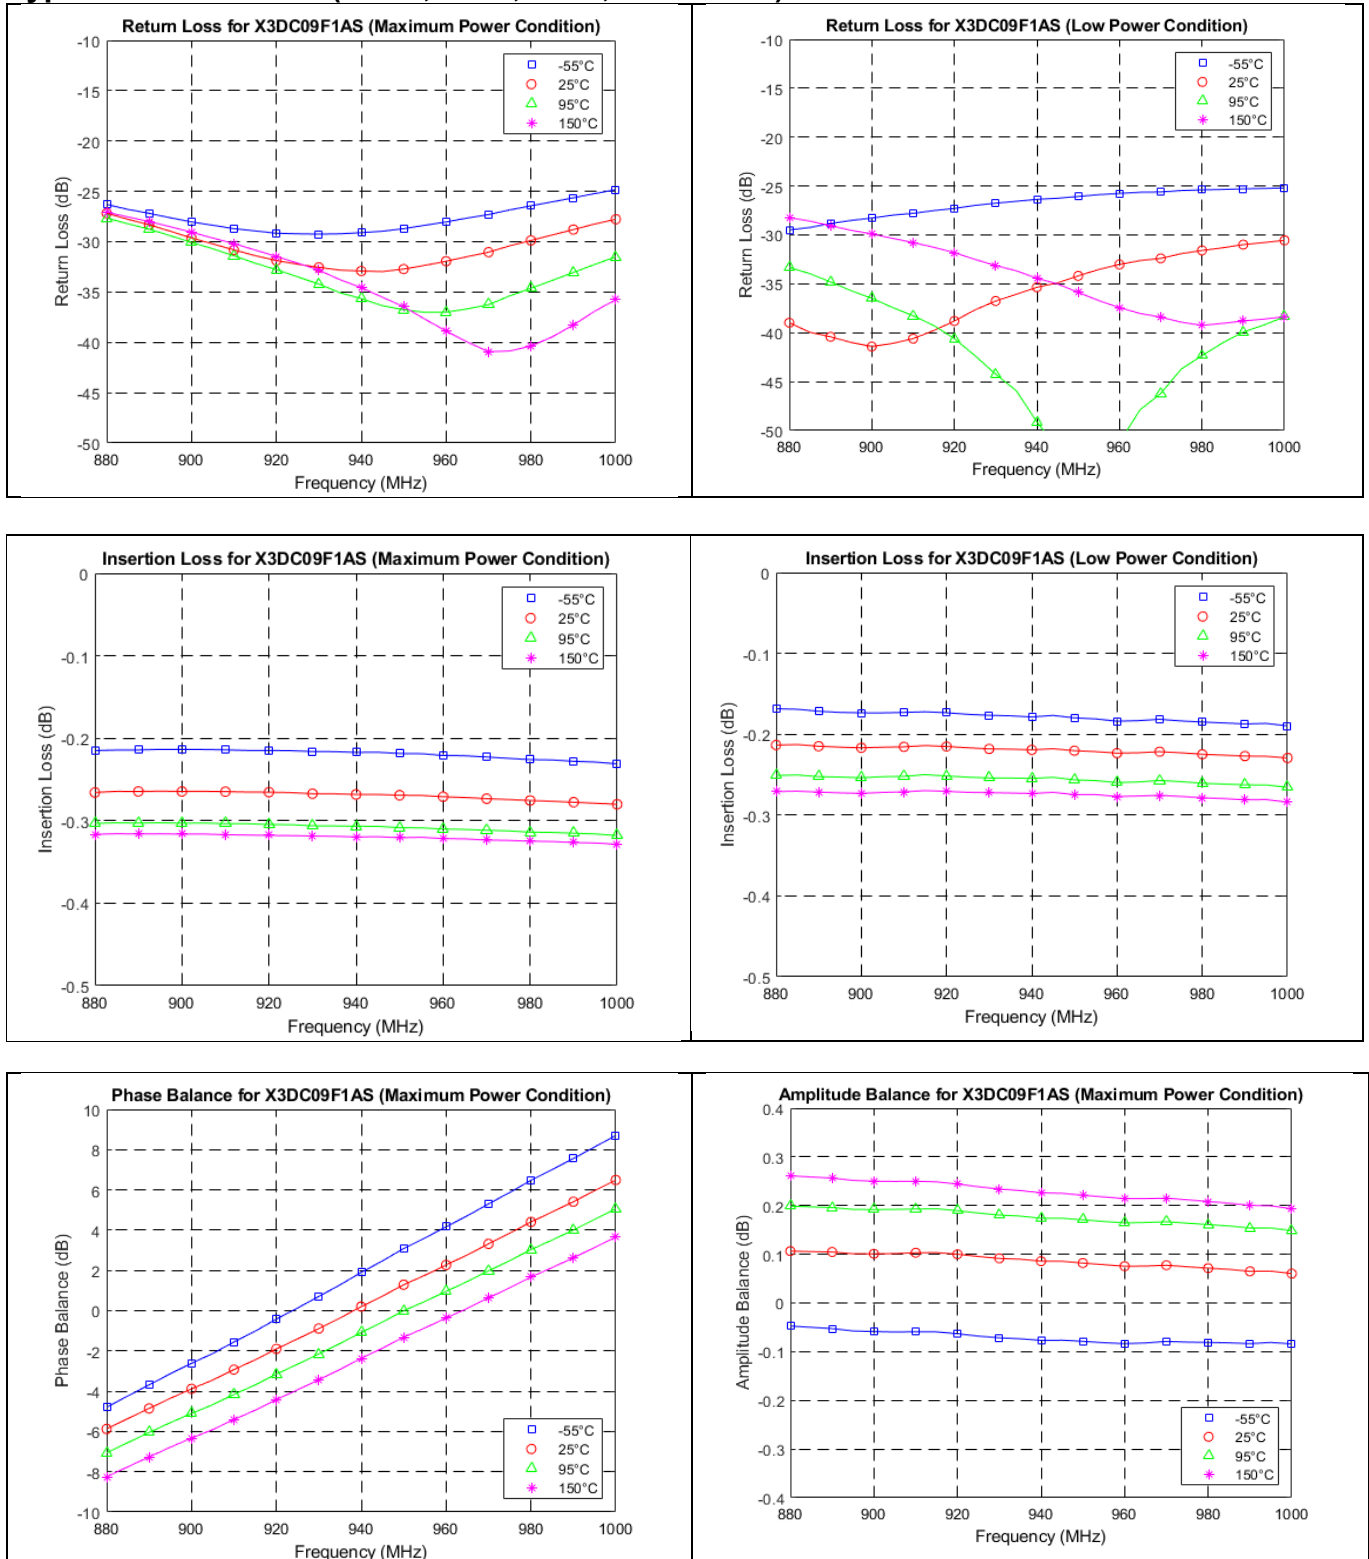 Return Loss for X3DC09F1AS (Maximum Power Condition)
-10
-15
-20
-25
-30
-35
-40
-45
-50
Return Loss (dB)
880 900 920 940 960 980 1000
Frequency (MHz)
-55°C
25°C
95°C
150°C
Return Loss for X3DC09F1AS (Low Power Condition)
-10
-15
-20
-25
-30
-35
-40
-45
-50
Return Loss (dB)
880 900 920 940 960 980 1000
Frequency (MHz)
-55°C
25°C
95°C
150°C
Insertion Loss for X3DC09F1AS (Maximum Power Condition)
0
-0.1
-0.2
-0.3
-0.4
-0.5
Insertion Loss (dB)
880 900 920 940 960 980 1000
Frequency (MHz)
-55°C
25°C
95°C
150°C
Insertion Loss for X3DC09F1AS (Low Power Condition)
0
-0.1
-0.2
-0.3
-0.4
-0.5
Insertion Loss (dB)
880 900 920 940 960 980 1000
Frequency (MHz)
-55°C
25°C
95°C
150°C
Phase Balance for X3DC09F1AS (Maximum Power Condition)
10
8
6
4
2
0
-2
-4
-6
-8
-10
Phase Balance (dB)
880 900 920 940 960 980 1000
Frequency (MHz)
-55°C
25°C
95°C
150°C
Amplitude Balance for X3DC09F1AS (Maximum Power Condition)
0.4
0.3
0.2
0.1
0
-0.1
-0.2
-0.3
-0.4
Amplitude Balance (dB)
880 900 920 940 960 980 1000
Frequency (MHz)
-55°C
25°C
95°C
150°C